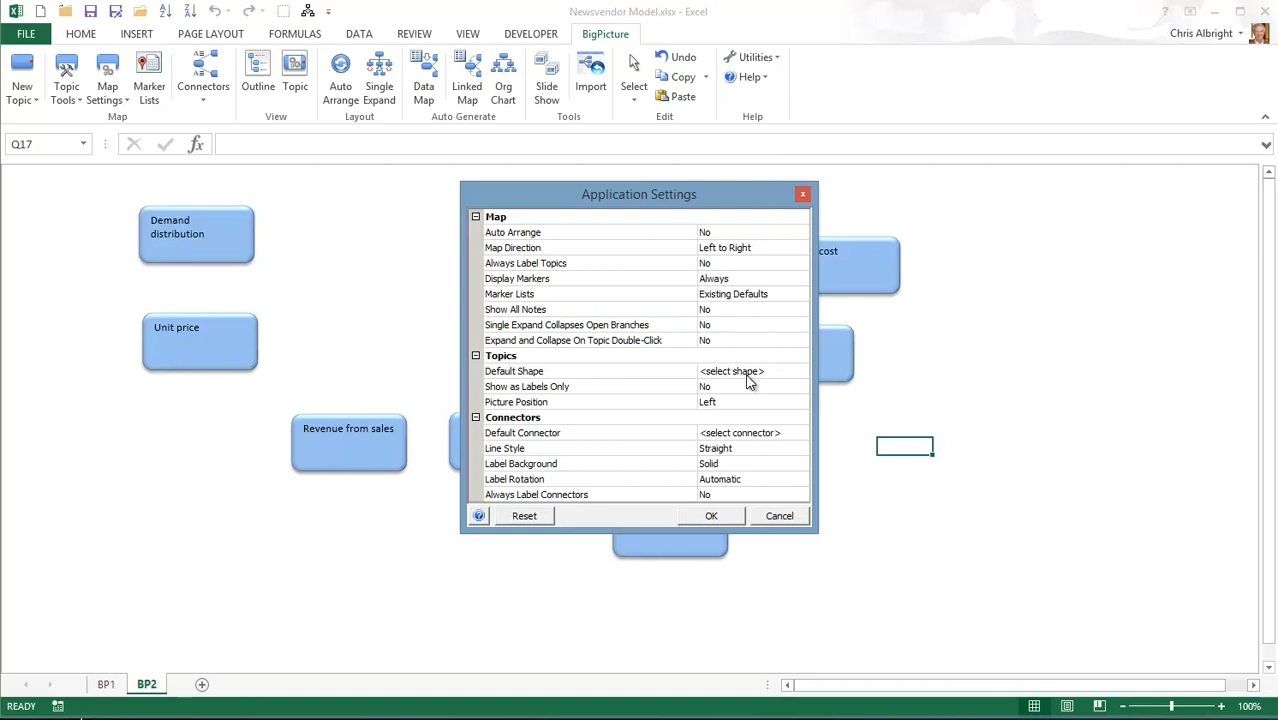 Newsvendor Model.xlsx - Excel
FILE HOME INSERT PAGE LAYOUT FORMULAS DATA REVIEW VIEW DEVELOPER BigPicture Chris Albright
New Topic
Topic Tools
Map Settings
Marker Lists
Connectors
Outline
Topic
Auto Arrange
Single Expand
Data Map
Linked Map
Org Chart
Slide Show
Import
Select
Undo
Copy
Paste
Utilities
Help
Map View Layout Auto Generate Tools Edit Help
Q17
fx
Application Settings
Map
Auto Arrange No
Map Direction Left to Right
Always Label Topics No
Display Markers Always
Marker Lists Existing Defaults
Show All Notes No
Single Expand Collapses Open Branches No
Expand and Collapse On Topic Double-Click No
Topics
Default Shape <select shape>
Show as Labels Only No
Picture Position Left
Connectors
Default Connector <select connector>
Line Style Straight
Label Background Solid
Label Rotation Automatic
Always Label Connectors No
Reset OK Cancel
Demand
distribution
cost
Unit price
Revenue from sales
BP1 BP2
READY 100%